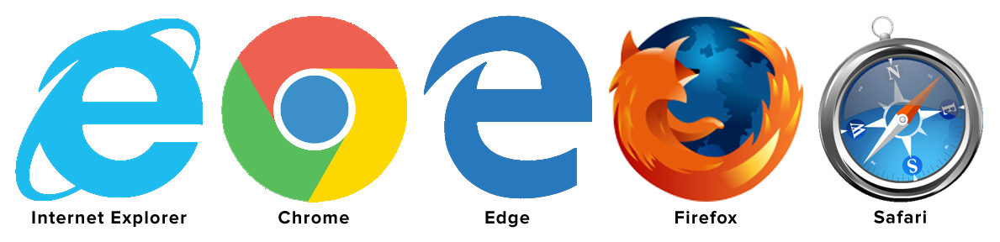 N
E
W
S
Internet Explorer
Chrome
Edge
Firefox
Safari